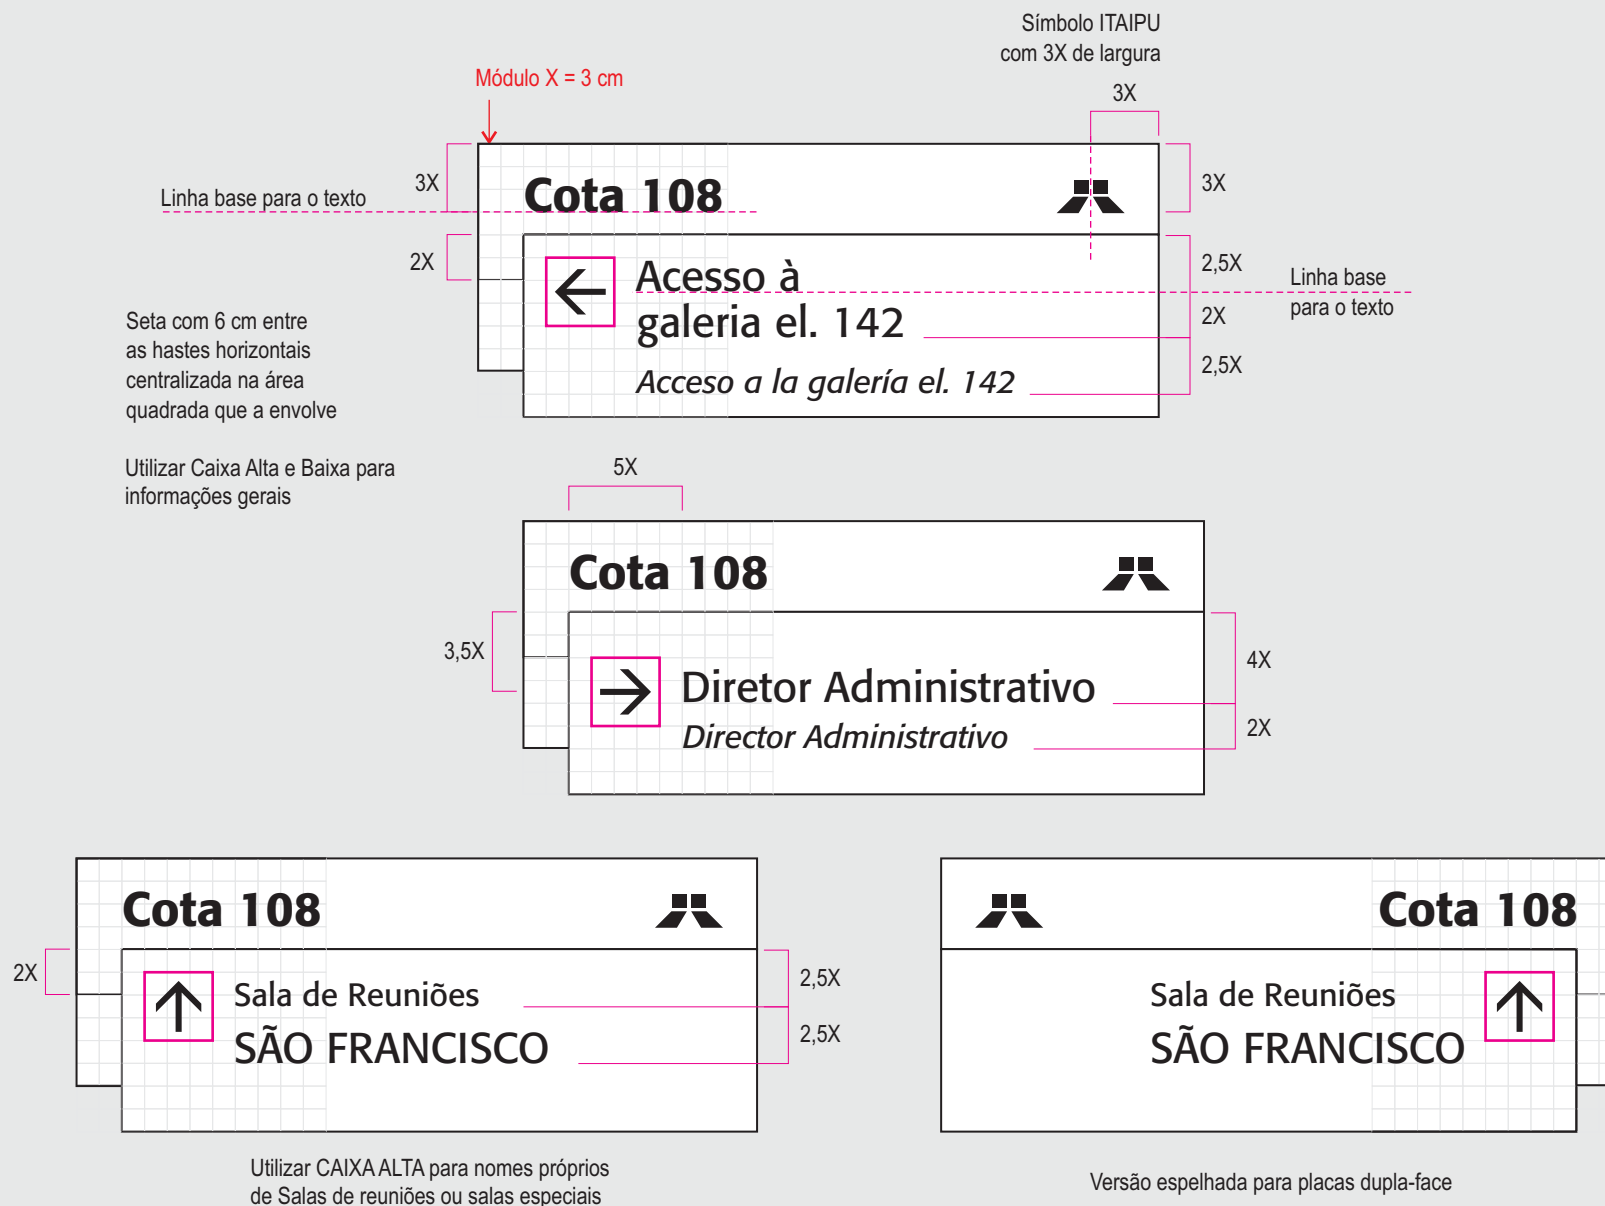 Símbolo ITAIPU
com 3X de largura
Módulo X = 3 cm
3X
3X
3X
Linha base para o texto
Cota 108
2X
2,5X
Acesso à
galeria el. 142
Acceso a la galería el. 142
2X
2,5X
Linha base
para o texto
Seta com 6 cm entre
as hastes horizontais
centralizada na área
quadrada que a envolve
Utilizar Caixa Alta e Baixa para
informações gerais
5X
Cota 108
3,5X
4X
Diretor Administrativo
Director Administrativo
2X
Cota 108
2X
2,5X
Sala de Reuniões
SÃO FRANCISCO
2,5X
Utilizar CAIXA ALTA para nomes próprios
de Salas de reuniões ou salas especiais
Cota 108
Sala de Reuniões
SÃO FRANCISCO
Versão espelhada para placas dupla-face